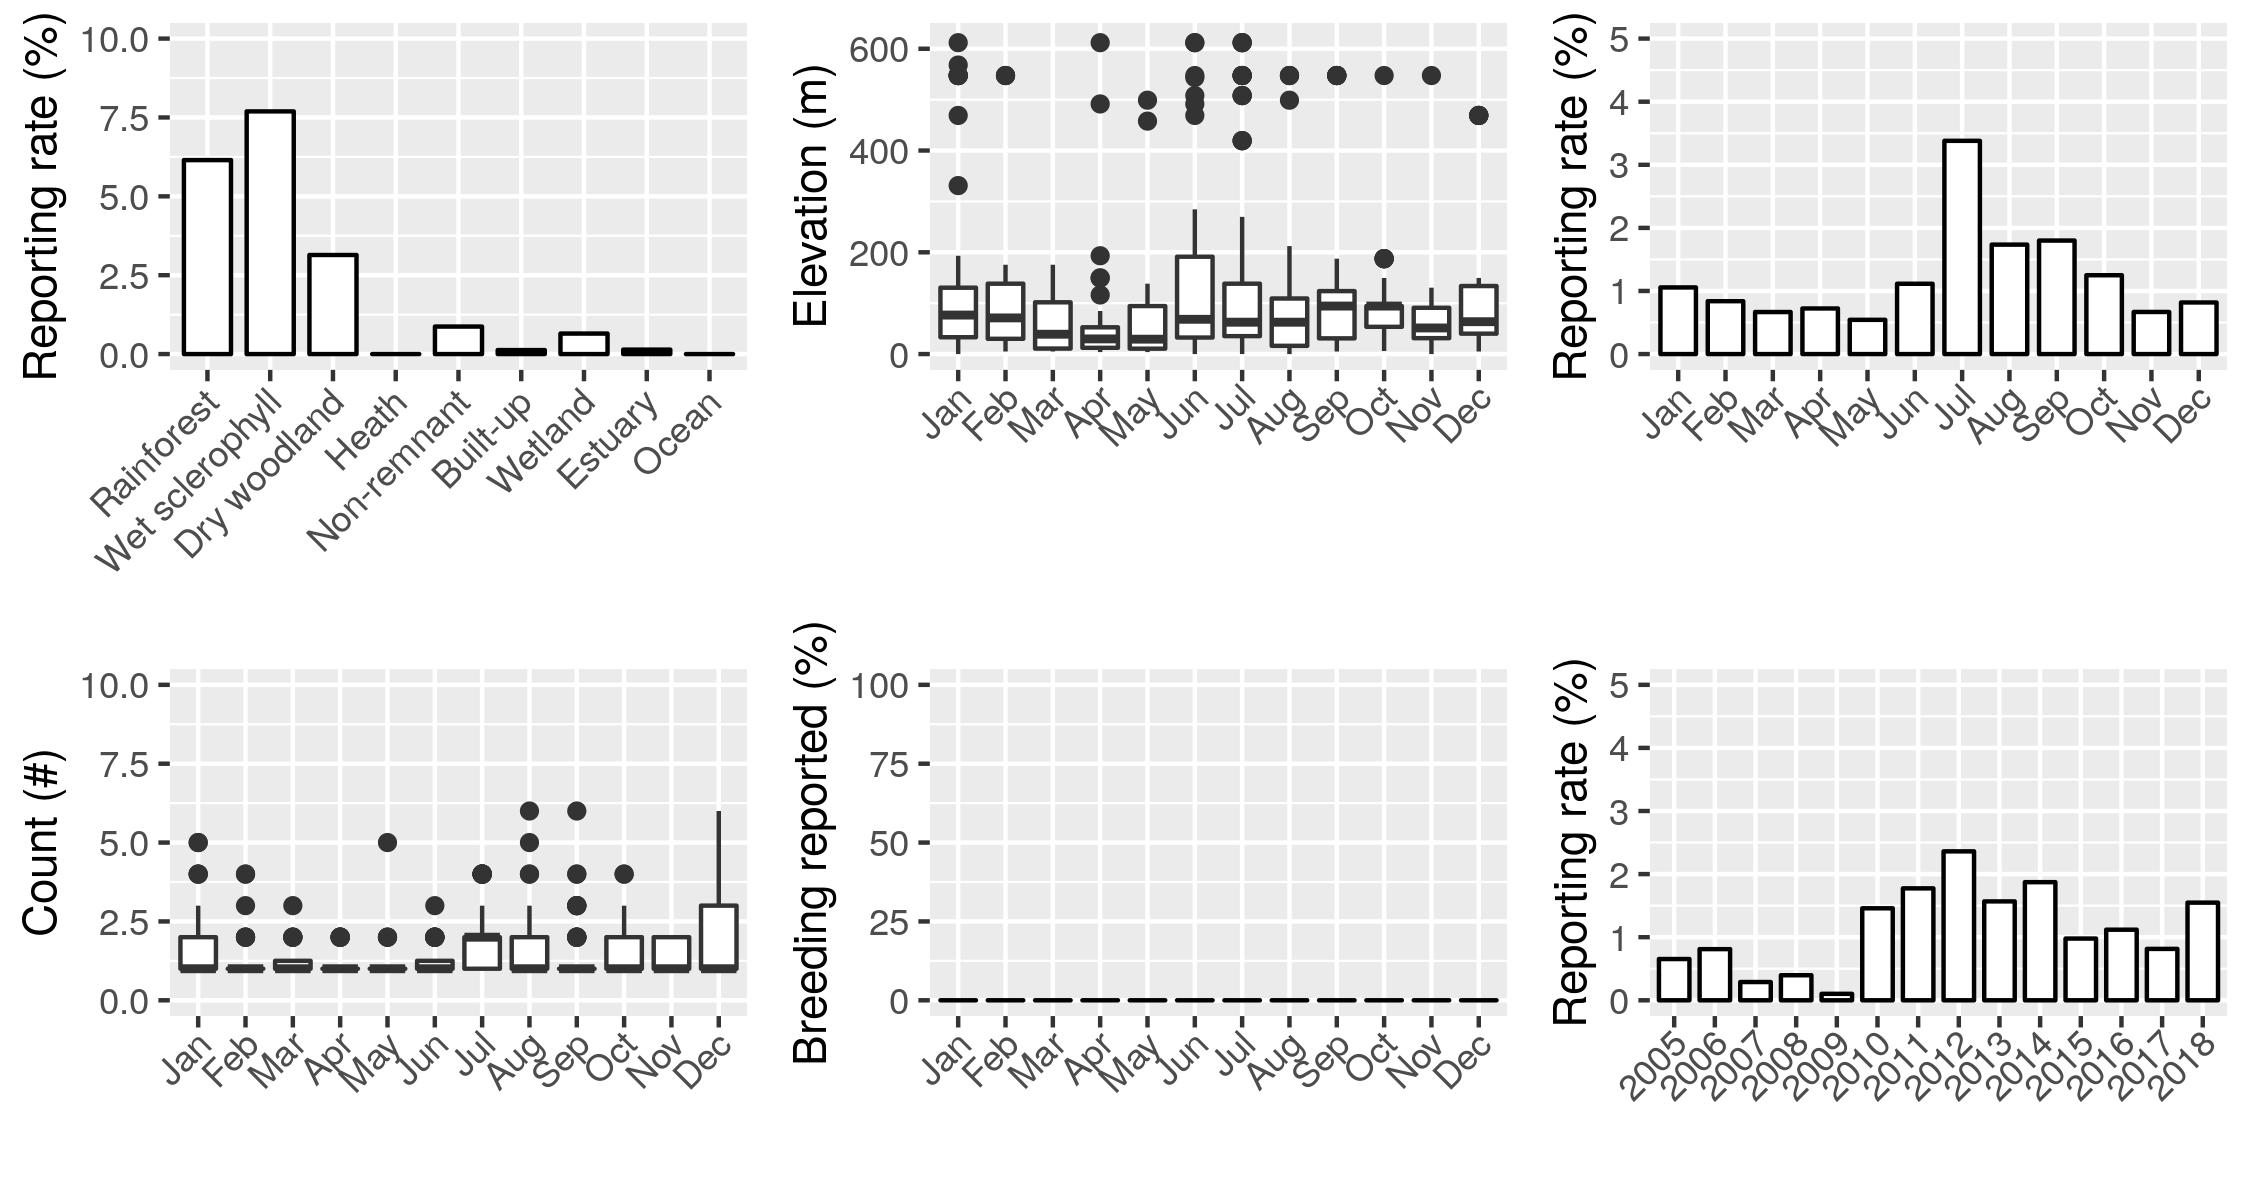 Reporting rate (%)
10.0
7.5
5.0
2.5
0.0
Rainforest
Wet sclerophyll
Dry woodland
Heath
Non-remnant
Built-up
Wetland
Estuary
Ocean
Elevation (m)
600
400
200
0
Jan
Feb
Mar
Apr
May
Jun
Jul
Aug
Sep
Oct
Nov
Dec
Reporting rate (%)
5
4
3
2
1
0
Jan
Feb
Mar
Apr
May
Jun
Jul
Aug
Sep
Oct
Nov
Dec
Count (#)
10.0
7.5
5.0
2.5
0.0
Jan
Feb
Mar
Apr
May
Jun
Jul
Aug
Sep
Oct
Nov
Dec
Breeding reported (%)
100
75
50
25
0
Jan
Feb
Mar
Apr
May
Jun
Jul
Aug
Sep
Oct
Nov
Dec
Reporting rate (%)
5
4
3
2
1
0
2005
2006
2007
2008
2009
2010
2011
2012
2013
2014
2015
2016
2017
2018